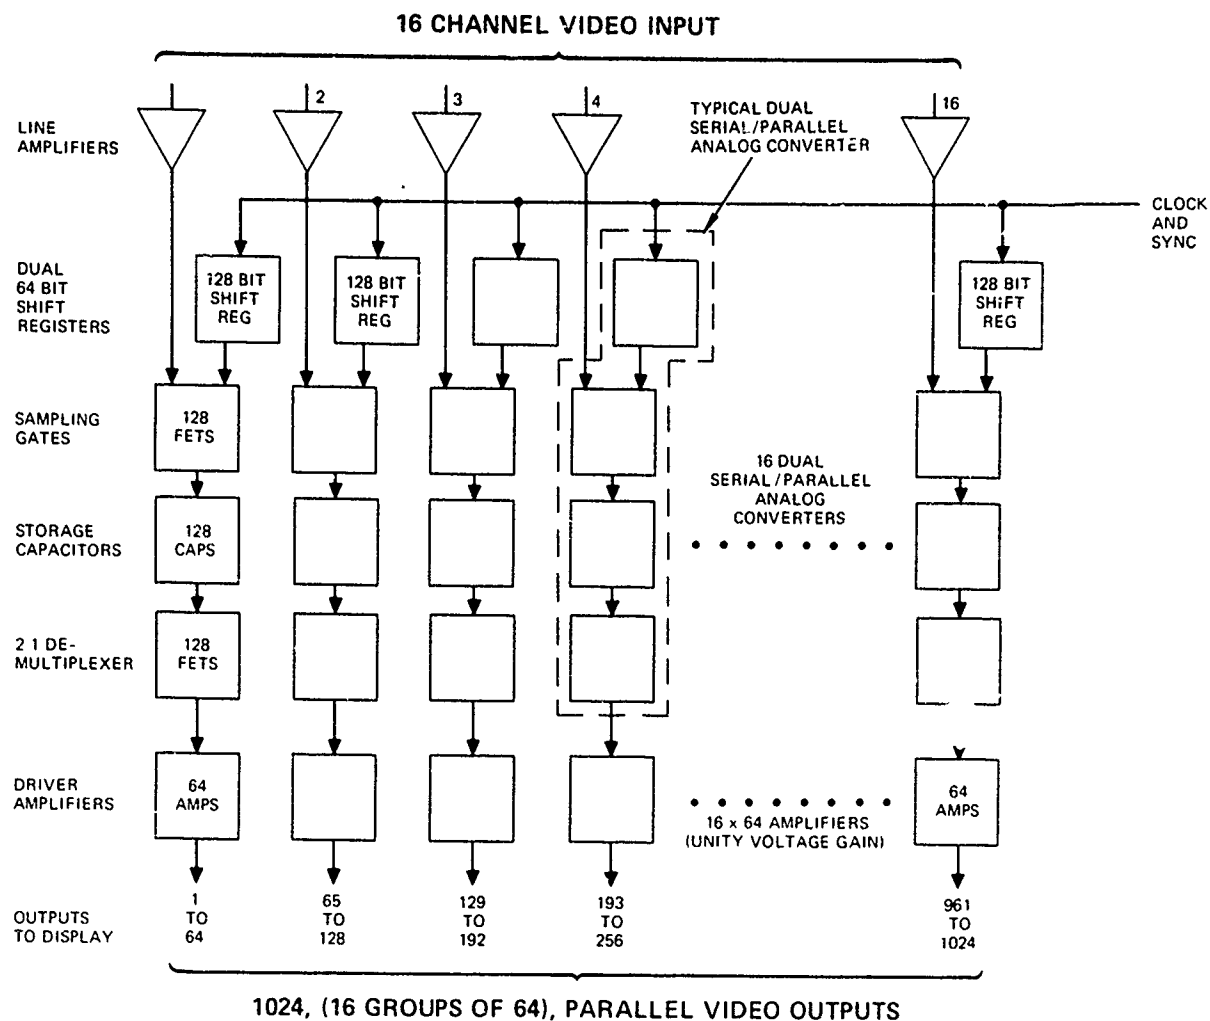 16 CHANNEL VIDEO INPUT
2
3
4
16
LINE
AMPLIFIERS
TYPICAL DUAL
SERIAL/PARALLEL
ANALOG CONVERTER
CLOCK
AND
SYNC
DUAL
64 BIT
SHIFT
REGISTERS
128 BIT
SHIFT
REG
128 BIT
SHIFT
REG
128 BIT
SHIFT
REG
SAMPLING
GATES
128
FETS
16 DUAL
SERIAL/PARALLEL
ANALOG
CONVERTERS
STORAGE
CAPACITORS
128
CAPS
2 1 DE-
MULTIPLEXER
128
FETS
DRIVER
AMPLIFIERS
64
AMPS
16 x 64 AMPLIFIERS
(UNITY VOLTAGE GAIN)
64
AMPS
OUTPUTS
TO DISPLAY
1
TO
64
65
TO
128
129
TO
192
193
TO
256
961
TO
1024
1024, (16 GROUPS OF 64), PARALLEL VIDEO OUTPUTS